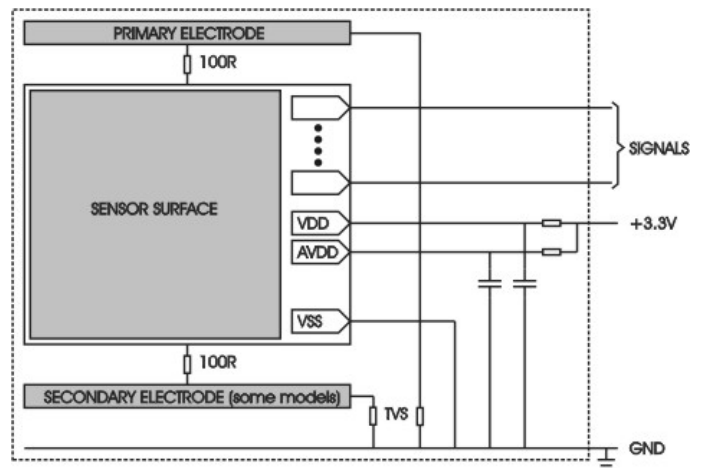 PRIMARY ELECTRODE
100R
SIGNALS
SENSOR SURFACE
VDD
+3.3V
AVDD
VSS
100R
SECONDARY ELECTRODE (some models)
TVS
GND